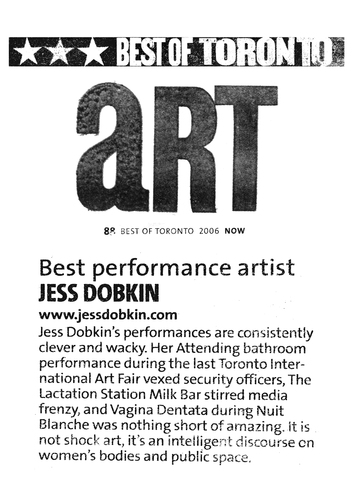 ★★★ BEST OF TORONTO
aRT
88 BEST OF TORONTO 2006 NOW
Best performance artist
JESS DOBKIN
www.jessdobkin.com
Jess Dobkin's performances are consistently
clever and wacky. Her Attending bathroom
performance during the last Toronto Inter-
national Art Fair vexed security officers, The
Lactation Station Milk Bar stirred media
frenzy, and Vagina Dentata during Nuit
Blanche was nothing short of amazing. It is
not shock art, it's an intelligent discourse on
women's bodies and public space.